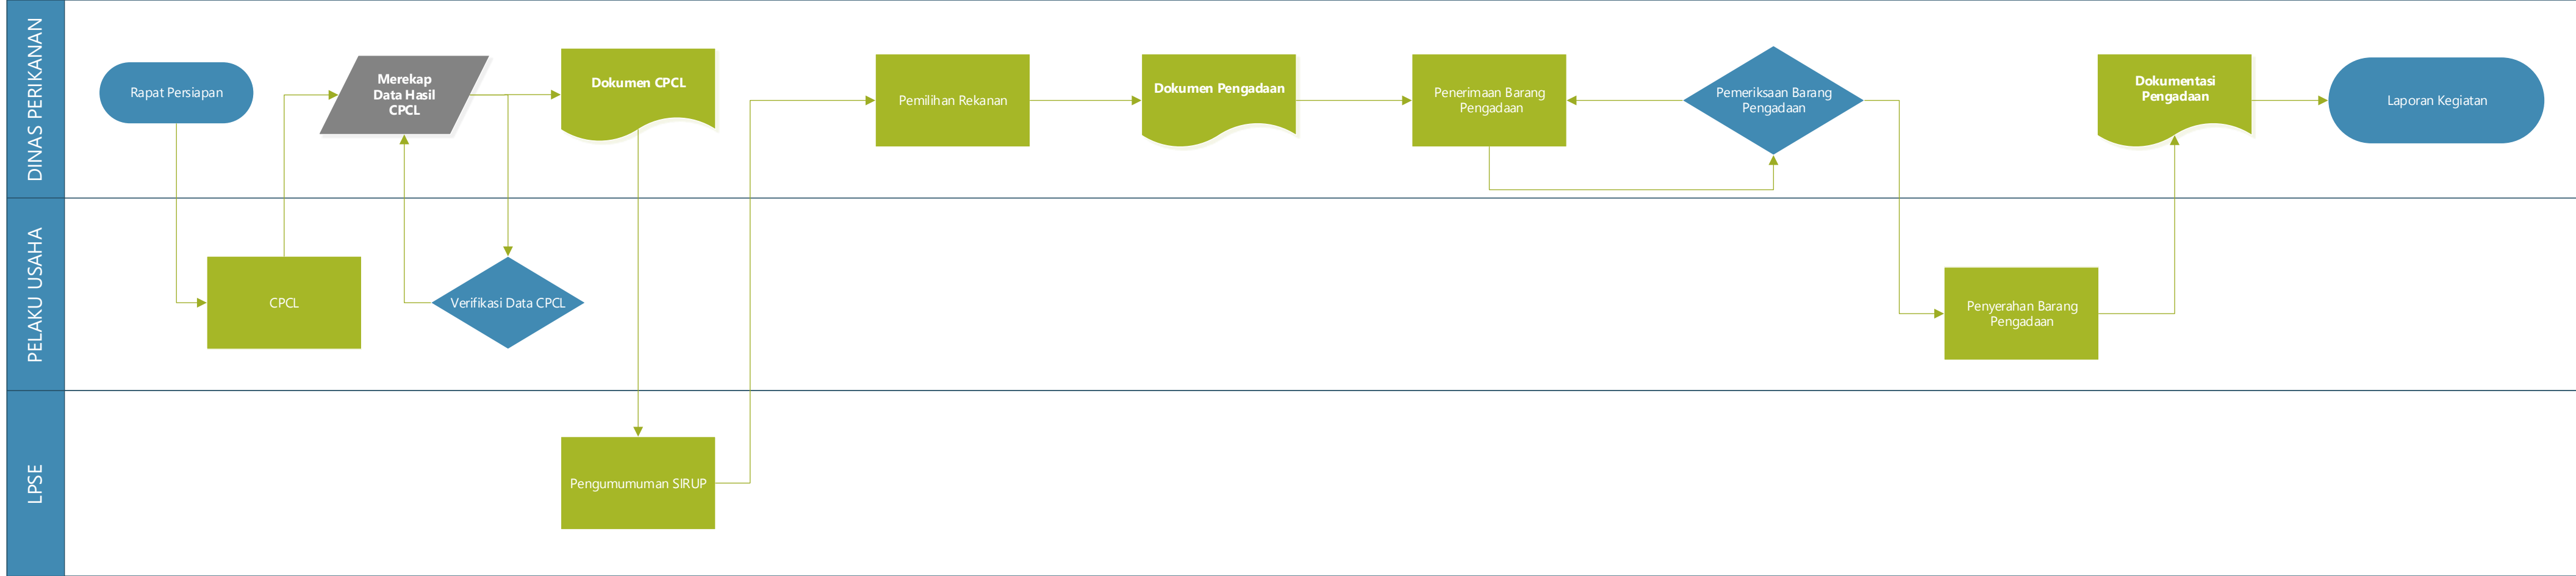 DINAS PERIKANAN
Rapat Persiapan
Merekap
Data Hasil
CPCL
Dokumen CPCL
Pemilihan Rekanan
Dokumen Pengadaan
Penerimaan Barang
Pengadaan
Pemeriksaan Barang
Pengadaan
Dokumentasi
Pengadaan
Laporan Kegiatan
PELAKU USAHA
CPCL
Verifikasi Data CPCL
Penyerahan Barang
Pengadaan
LPSE
Pengumumuman SIRUP